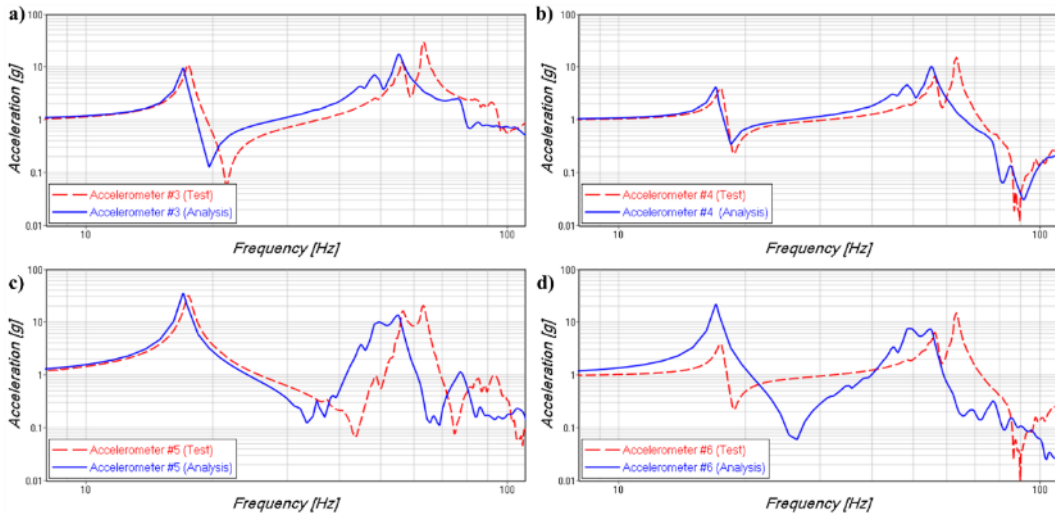 a)
100
10
1
0.1
0.01
Acceleration [g]
Accelerometer #3 (Test)
Accelerometer #3 (Analysis)
10
100
Frequency [Hz]
b)
100
10
1
0.1
0.01
Acceleration [g]
Accelerometer #4 (Test)
Accelerometer #4 (Analysis)
10
100
Frequency [Hz]
c)
100
10
1
0.1
0.01
Acceleration [g]
Accelerometer #5 (Test)
Accelerometer #5 (Analysis)
10
100
Frequency [Hz]
d)
100
10
1
0.1
0.01
Acceleration [g]
Accelerometer #6 (Test)
Accelerometer #6 (Analysis)
10
100
Frequency [Hz]